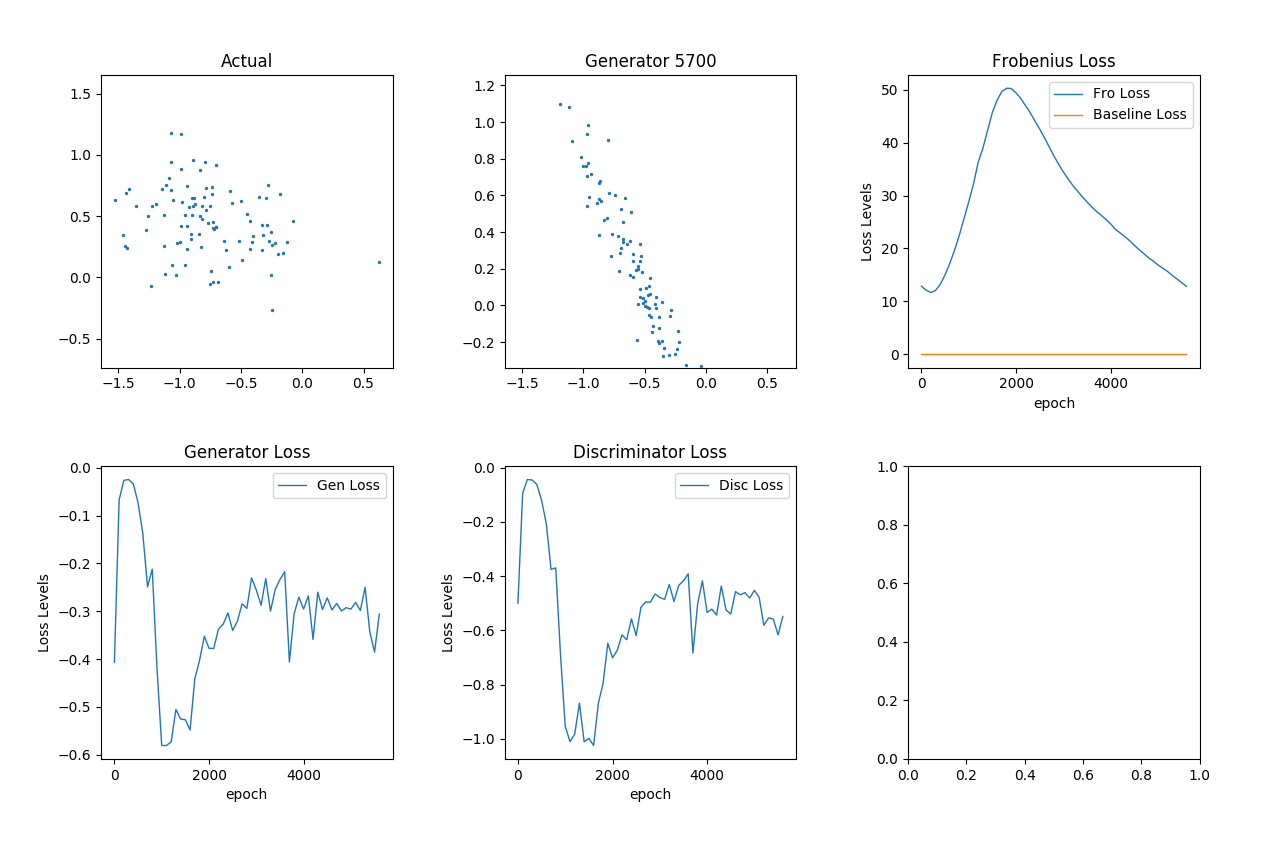 Actual
1.5
1.0
0.5
0.0
−0.5
−1.5 −1.0 −0.5 0.0 0.5
Generator 5700
1.2
1.0
0.8
0.6
0.4
0.2
0.0
−0.2
−1.5 −1.0 −0.5 0.0 0.5
Frobenius Loss
Fro Loss
Baseline Loss
Loss Levels
50
40
30
20
10
0
0 2000 4000
epoch
Generator Loss
Gen Loss
Loss Levels
0.0
−0.1
−0.2
−0.3
−0.4
−0.5
−0.6
0 2000 4000
epoch
Discriminator Loss
Disc Loss
Loss Levels
0.0
−0.2
−0.4
−0.6
−0.8
−1.0
0 2000 4000
epoch
1.0
0.8
0.6
0.4
0.2
0.0
0.0 0.2 0.4 0.6 0.8 1.0